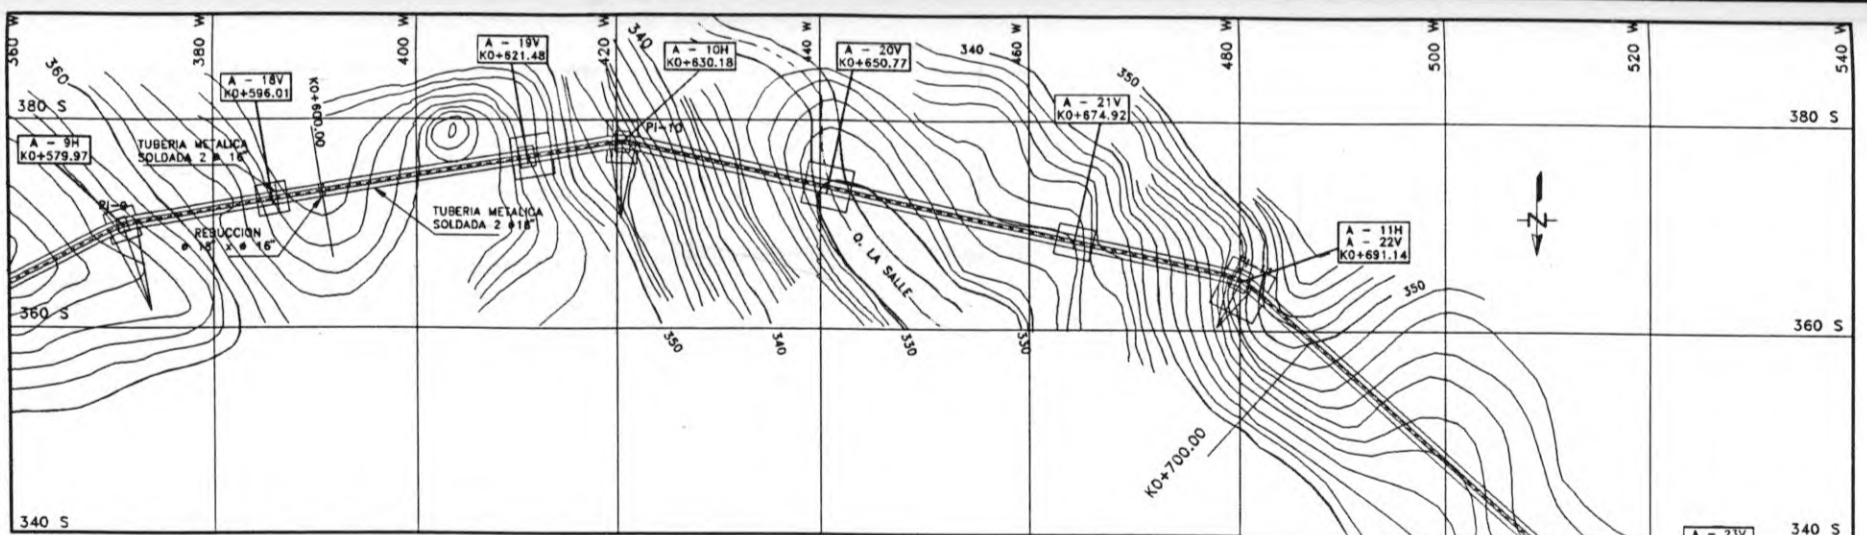 360 W
380 W
400 W
420 W
440 W
460 W
480 W
500 W
520 W
540 W
360
340
340
350
A - 19V
K0+621.48
A - 10H
K0+630.18
A - 20V
K0+650.77
A - 18V
K0+596.01
K0+600.00
A - 21V
K0+674.92
380 S
380 S
A - 9H
K0+579.97
TUBERIA METALICA
SOLDADA 2 ø 16"
PI-10
PI-9
TUBERIA METALICA
SOLDADA 2 ø18"
REDUCCION
ø 18" x ø 16"
Q. LA SALLE
N
A - 11H
A - 22V
K0+691.14
350
360 S
360 S
350
340
330
330
K0+700.00
340 S
340 S
A - 23V